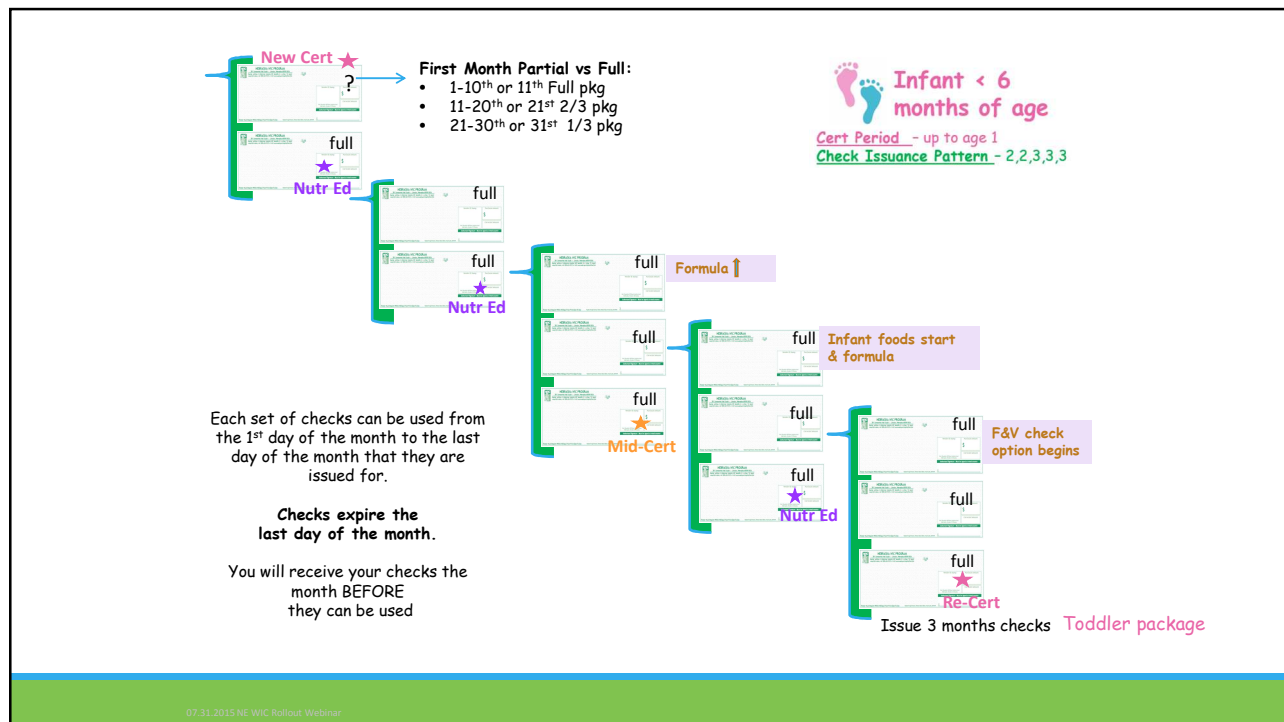 New Cert
?
First Month Partial vs Full:
• 1-10th or 11th Full pkg
• 11-20th or 21st 2/3 pkg
• 21-30th or 31st 1/3 pkg
Infant < 6
months of age
Cert Period – up to age 1
Check Issuance Pattern – 2,2,3,3,3
full
Nutr Ed
full
full
Nutr Ed
full
Formula
full
full
Mid-Cert
full
Infant foods start
& formula
full
full
Nutr Ed
full
F&V check
option begins
full
full
Re-Cert
Issue 3 months checks Toddler package
Each set of checks can be used from
the 1st day of the month to the last
day of the month that they are
issued for.
Checks expire the
last day of the month.
You will receive your checks the
month BEFORE
they can be used
07.31.2015 NE WIC Rollout Webinar